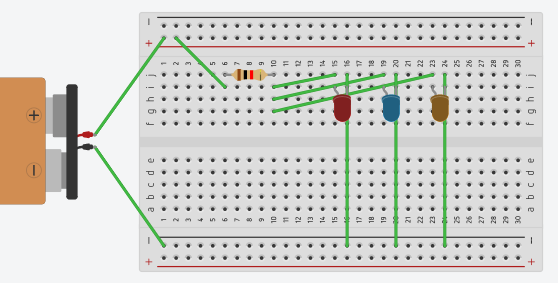 − −
+ +
1 2 3 4 5 6 7 8 9 10 11 12 13 14 15 16 17 18 19 20 21 22 23 24 25 26 27 28 29 30
j j
i i
h h
g g
f f
+
−
e e
d d
c c
b b
a a
1 2 3 4 5 6 7 8 9 10 11 12 13 14 15 16 17 18 19 20 21 22 23 24 25 26 27 28 29 30
− −
+ +